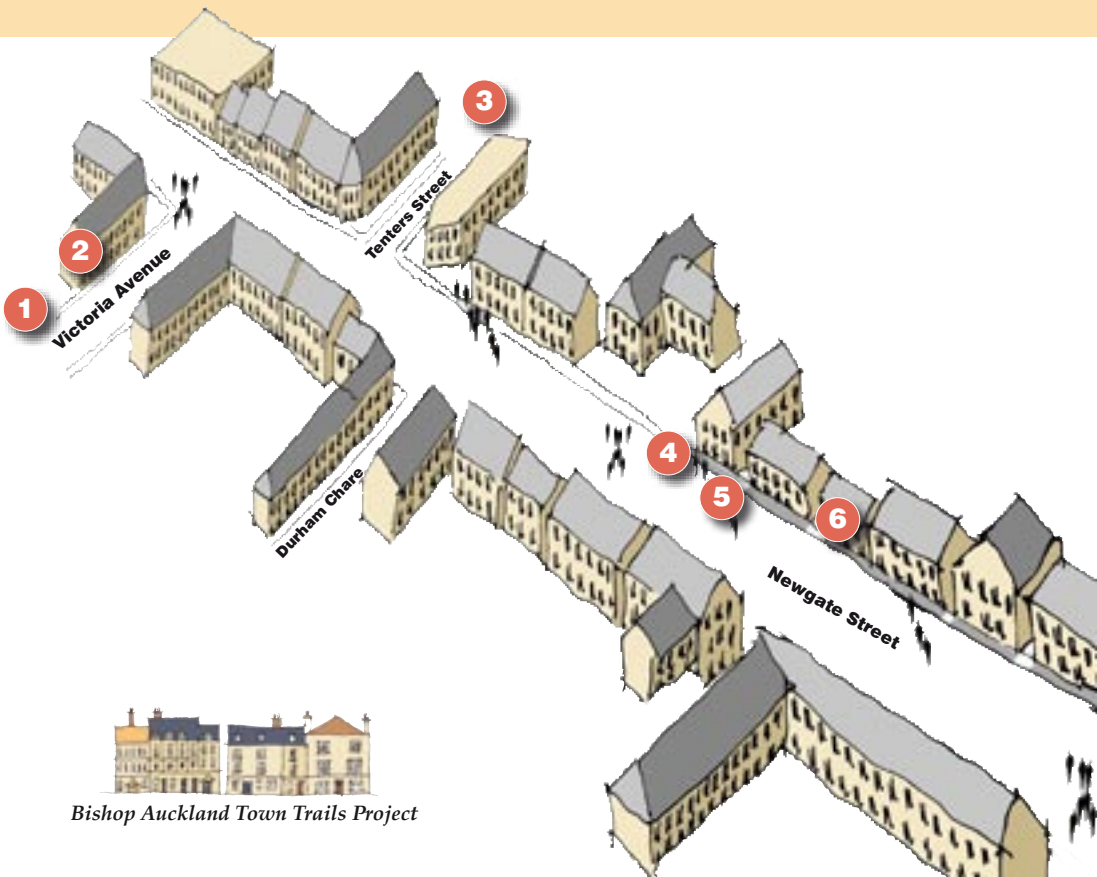 3
Tenters Street
2
Victoria Avenue
1
4
5
6
Durham Chare
Newgate Street
Bishop Auckland Town Trails Project